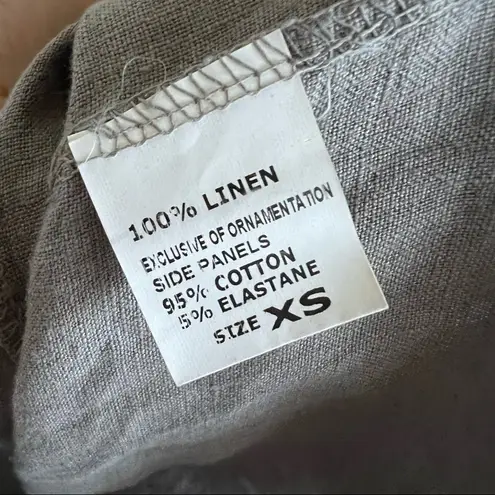 100% LINEN
EXCLUSIVE OF ORNAMENTATION
SIDE PANELS
95% COTTON
5% ELASTANE
SIZE XS